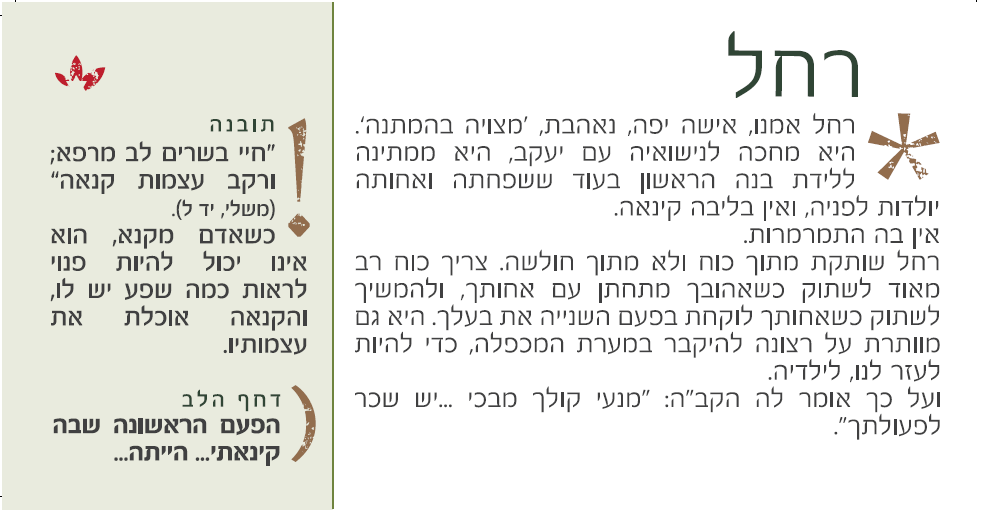 רחל
רחל אמנו, אישה יפה, נאהבת, 'מצויה בהמתנה'.
היא מחכה לנישואיה עם יעקב, היא ממתינה
ללידת בנה הראשון בעוד ששפחתה ואחותה
יולדות לפניה, ואין בליבה קינאה.
אין בה התמרמרות.
רחל שותקת מתוך כוח ולא מתוך חולשה. צריך כוח רב
מאוד לשתוק כשאהובך מתחתן עם אחותך, ולהמשיך
לשתוק כשאחותך לוקחת בפעם השנייה את בעלך. היא גם
מוותרת על רצונה להיקבר במערת המכפלה, כדי להיות
לעזר לנו, לילדיה.
ועל כך אומר לה הקב"ה: "מנעי קולך מבכי ...יש שכר
לפעולתך".
תובנה
"חיי בשרים לב מרפא;
ורקב עצמות קנאה"
(משלי, יד ל).
כשאדם מקנא, הוא
אינו יכול להיות פנוי
לראות כמה שפע יש לו,
והקנאה אוכלת את
עצמותיו.
דחף הלב
הפעם הראשונה שבה
קינאתי... הייתה...